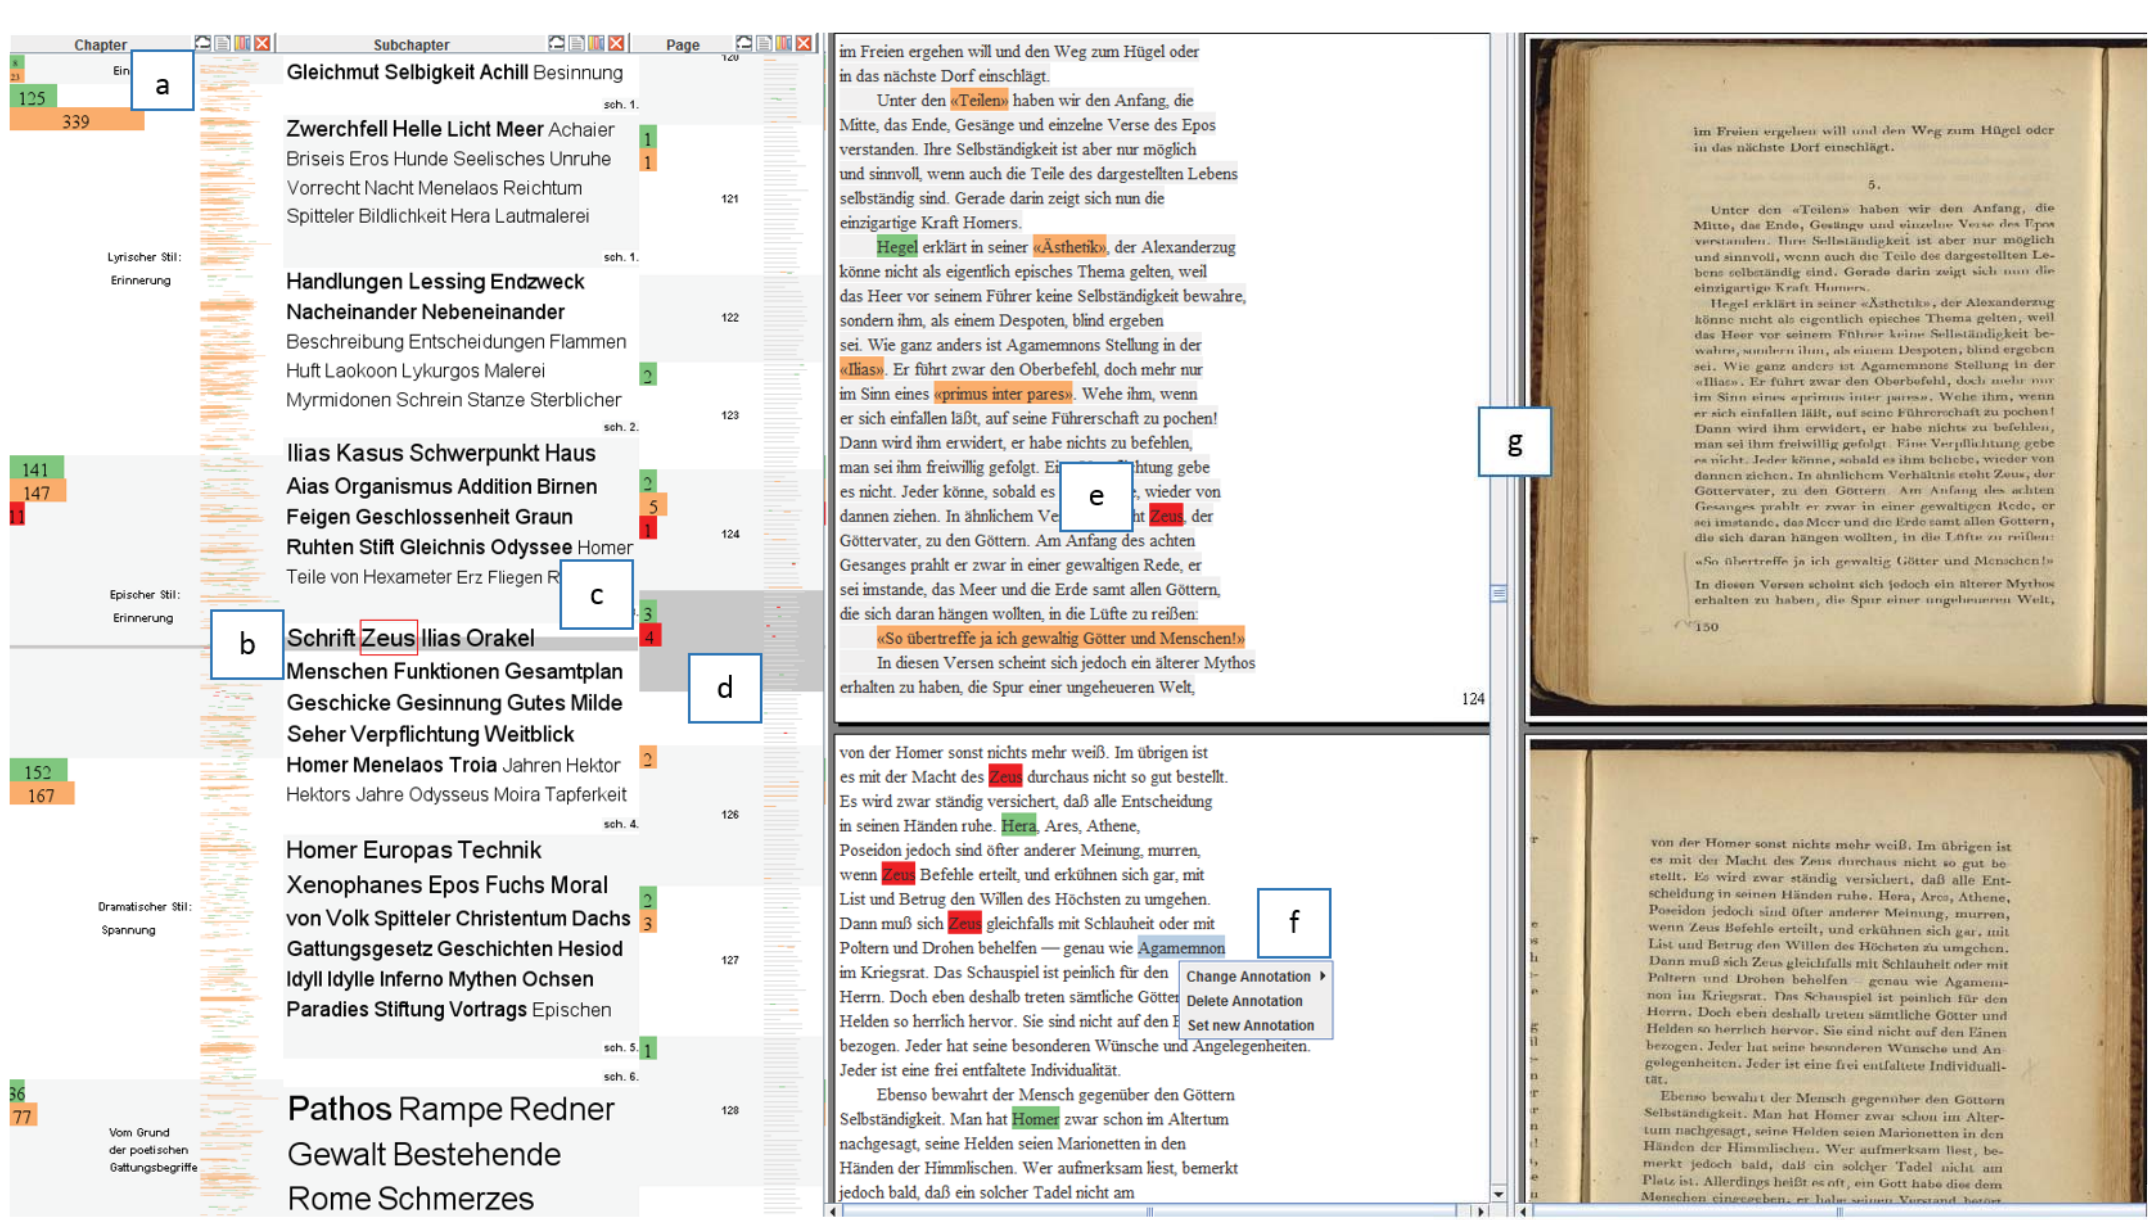 Chapter
a
Ein
8
23
125
339
Lyrischer Stil:
Erinnerung
141
147
11
Epischer Stil:
Erinnerung
152
167
Dramatischer Stil:
Spannung
36
77
Vom Grund
der poetischen
Gattungsbegriffe
b
Subchapter
Gleichmut Selbigkeit Achill Besinnung
sch. 1.
Zwerchfell Helle Licht Meer Achaier
Briseis Eros Hunde Seelisches Unruhe
Vorrecht Nacht Menelaos Reichtum
Spitteler Bildlichkeit Hera Lautmalerei
sch. 1.
Handlungen Lessing Endzweck
Nacheinander Nebeneinander
Beschreibung Entscheidungen Flammen
Huft Laokoon Lykurgos Malerei
Myrmidonen Schrein Stanze Sterblicher
sch. 2.
Ilias Kasus Schwerpunkt Haus
Aias Organismus Addition Birnen
Feigen Geschlossenheit Graun
Ruhten Stift Gleichnis Odyssee Homer
Teile von Hexameter Erz Fliegen R
c
Schrift Zeus Ilias Orakel
Menschen Funktionen Gesamtplan
Geschicke Gesinnung Gutes Milde
Seher Verpflichtung Weitblick
Homer Menelaos Troia Jahren Hektor
Hektors Jahre Odysseus Moira Tapferkeit
sch. 4.
Homer Europas Technik
Xenophanes Epos Fuchs Moral
von Volk Spitteler Christentum Dachs
Gattungsgesetz Geschichten Hesiod
Idyll Idylle Inferno Mythen Ochsen
Paradies Stiftung Vortrags Epischen
sch. 5.
sch. 6.
Pathos Rampe Redner
Gewalt Bestehende
Rome Schmerzes
Page
120
1
1
121
122
2
123
2
5
1
124
3
4
d
2
126
2
3
127
1
128
im Freien ergehen will und den Weg zum Hügel oder
in das nächste Dorf einschlägt.
Unter den «Teilen» haben wir den Anfang, die
Mitte, das Ende, Gesänge und einzelne Verse des Epos
verstanden. Ihre Selbständigkeit ist aber nur möglich
und sinnvoll, wenn auch die Teile des dargestellten Lebens
selbständig sind. Gerade darin zeigt sich nun die
einzigartige Kraft Homers.
Hegel erklärt in seiner «Ästhetik», der Alexanderzug
könne nicht als eigentlich episches Thema gelten, weil
das Heer vor seinem Führer keine Selbständigkeit bewahre,
sondern ihm, als einem Despoten, blind ergeben
sei. Wie ganz anders ist Agamemnons Stellung in der
«Ilias». Er führt zwar den Oberbefehl, doch mehr nur
im Sinn eines «primus inter pares». Wehe ihm, wenn
er sich einfallen läßt, auf seine Führerschaft zu pochen!
Dann wird ihm erwidert, er habe nichts zu befehlen,
man sei ihm freiwillig gefolgt. Ei htung gebe
es nicht. Jeder könne, sobald es e, wieder von
dannen ziehen. In ähnlichem Ve ht Zeus, der
Göttervater, zu den Göttern. Am Anfang des achten
Gesanges prahlt er zwar in einer gewaltigen Rede, er
sei imstande, das Meer und die Erde samt allen Göttern,
die sich daran hängen wollten, in die Lüfte zu reißen:
«So übertreffe ja ich gewaltig Götter und Menschen!»
In diesen Versen scheint sich jedoch ein älterer Mythos
erhalten zu haben, die Spur einer ungeheueren Welt,
124
e
von der Homer sonst nichts mehr weiß. Im übrigen ist
es mit der Macht des Zeus durchaus nicht so gut bestellt.
Es wird zwar ständig versichert, daß alle Entscheidung
in seinen Händen ruhe. Hera, Ares, Athene,
Poseidon jedoch sind öfter anderer Meinung, murren,
wenn Zeus Befehle erteilt, und erkühnen sich gar, mit
List und Betrug den Willen des Höchsten zu umgehen.
Dann muß sich Zeus gleichfalls mit Schlauheit oder mit
Poltern und Drohen behelfen — genau wie Agamemnon
im Kriegsrat. Das Schauspiel ist peinlich für den
Herrn. Doch eben deshalb treten sämtliche Götter
Helden so herrlich hervor. Sie sind nicht auf den E
bezogen. Jeder hat seine besonderen Wünsche und Angelegenheiten.
Jeder ist eine frei entfaltete Individualität.
Ebenso bewahrt der Mensch gegenüber den Göttern
Selbständigkeit. Man hat Homer zwar schon im Altertum
nachgesagt, seine Helden seien Marionetten in den
Händen der Himmlischen. Wer aufmerksam liest, bemerkt
jedoch bald, daß ein solcher Tadel nicht am
f
Change Annotation
Delete Annotation
Set new Annotation
g
im Freien ergehen will und den Weg zum Hügel oder
in das nächste Dorf einschlägt.
5.
Unter den «Teilen» haben wir den Anfang, die
Mitte, das Ende, Gesänge und einzelne Verse des Epos
verstanden. Ihre Selbständigkeit ist aber nur möglich
und sinnvoll, wenn auch die Teile des dargestellten Le-
bens selbständig sind. Gerade darin zeigt sich nun die
einzigartige Kraft Homers.
Hegel erklärt in seiner «Ästhetik», der Alexanderzug
könne nicht als eigentlich episches Thema gelten, weil
das Heer vor seinem Führer keine Selbständigkeit be-
wahre, sondern ihm, als einem Despoten, blind ergeben
sei. Wie ganz anders ist Agamemnons Stellung in der
«Ilias». Er führt zwar den Oberbefehl, doch mehr nur
im Sinn eines «primus inter pares». Wehe ihm, wenn
er sich einfallen läßt, auf seine Führerschaft zu pochen!
Dann wird ihm erwidert, er habe nichts zu befehlen,
man sei ihm freiwillig gefolgt. Eine Verpflichtung gebe
es nicht. Jeder könne, sobald es ihm beliebe, wieder von
dannen ziehen. In ähnlichem Verhältnis steht Zeus, der
Göttervater, zu den Göttern. Am Anfang des achten
Gesanges prahlt er zwar in einer gewaltigen Rede, er
sei imstande, das Meer und die Erde samt allen Göttern,
die sich daran hängen wollten, in die Lüfte zu reißen:
«So übertreffe ja ich gewaltig Götter und Menschen!»
In diesen Versen scheint sich jedoch ein älterer Mythos
erhalten zu haben, die Spur einer ungeheueren Welt,
150
von der Homer sonst nichts mehr weiß. Im übrigen ist
es mit der Macht des Zeus durchaus nicht so gut be-
stellt. Es wird zwar ständig versichert, daß alle Ent-
scheidung in seinen Händen ruhe. Hera, Ares, Athene,
Poseidon jedoch sind öfter anderer Meinung, murren,
wenn Zeus Befehle erteilt, und erkühnen sich gar, mit
List und Betrug den Willen des Höchsten zu umgehen.
Dann muß sich Zeus gleichfalls mit Schlauheit oder mit
Poltern und Drohen behelfen – genau wie Agamem-
non im Kriegsrat. Das Schauspiel ist peinlich für den
Herrn. Doch eben deshalb treten sämtliche Götter und
Helden so herrlich hervor. Sie sind nicht auf den Einen
bezogen. Jeder hat seine besonderen Wünsche und An-
gelegenheiten. Jeder ist eine frei entfaltete Individuali-
tät.
Ebenso bewahrt der Mensch gegenüber den Göttern
Selbständigkeit. Man hat Homer zwar schon im Alter-
tum nachgesagt, seine Helden seien Marionetten in den
Händen der Himmlischen. Wer aufmerksam liest, be-
merkt jedoch bald, daß ein solcher Tadel nicht am
Platz ist. Allerdings heißt es oft, ein Gott habe dies dem
Menschen eingegeben, er habe seinen Verstand betört